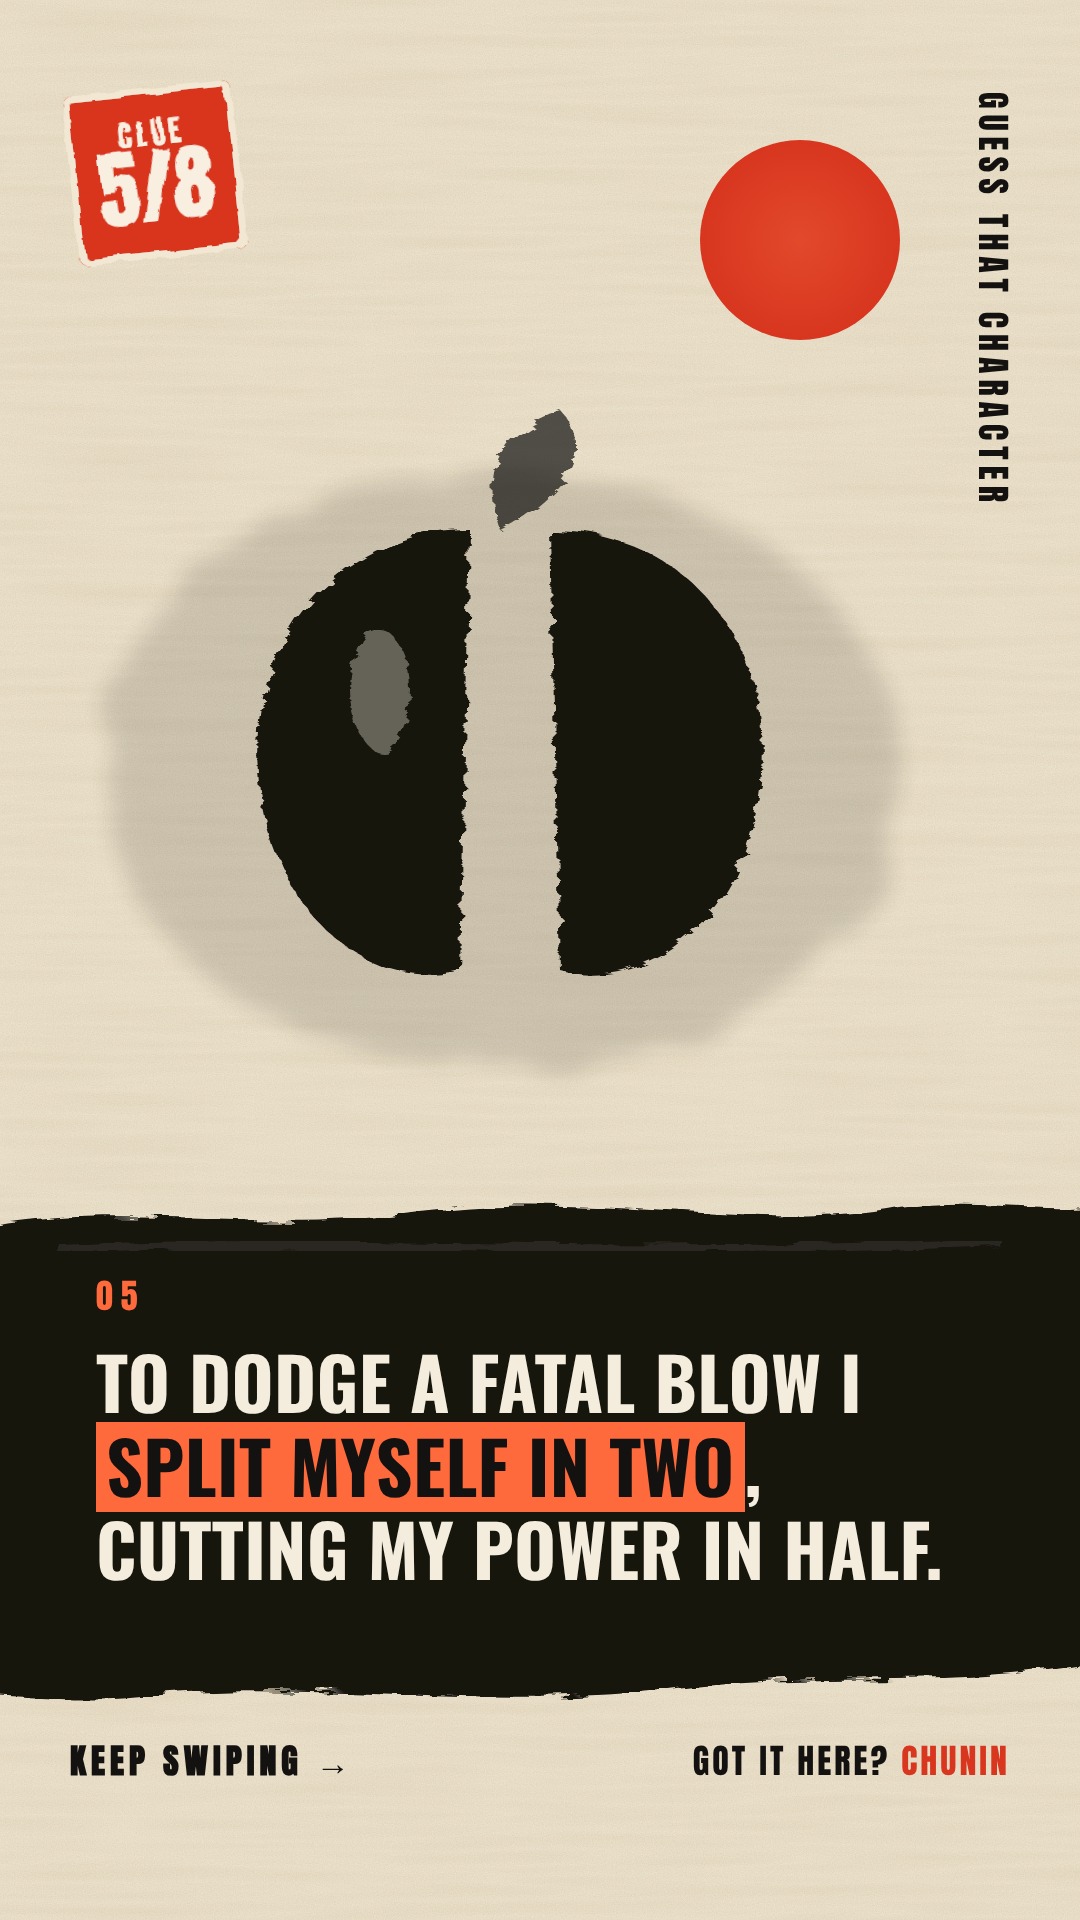 CLUE
5/8
GUESS THAT CHARACTER
05
TO DODGE A FATAL BLOW I
SPLIT MYSELF IN TWO,
CUTTING MY POWER IN HALF.
KEEP SWIPING →
GOT IT HERE? CHUNIN